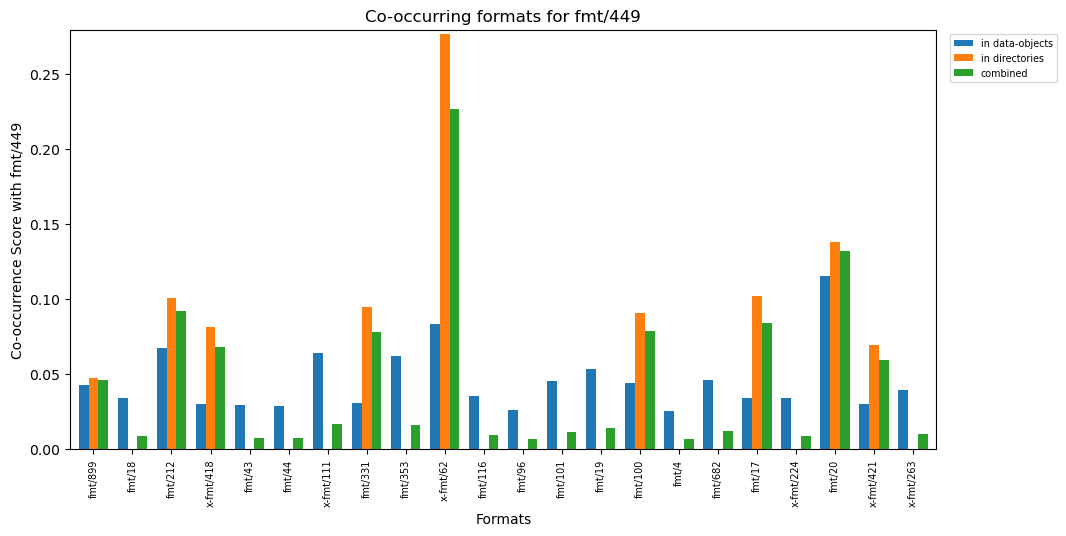 Co-occurring formats for fmt/449
in data-objects
in directories
combined
Co-occurrence Score with fmt/449
0.25
0.20
0.15
0.10
0.05
0.00
fmt/899
fmt/18
fmt/212
x-fmt/418
fmt/43
fmt/44
x-fmt/111
fmt/331
fmt/353
x-fmt/62
fmt/116
fmt/96
fmt/101
fmt/19
fmt/100
fmt/4
fmt/682
fmt/17
x-fmt/224
fmt/20
x-fmt/421
x-fmt/263
Formats